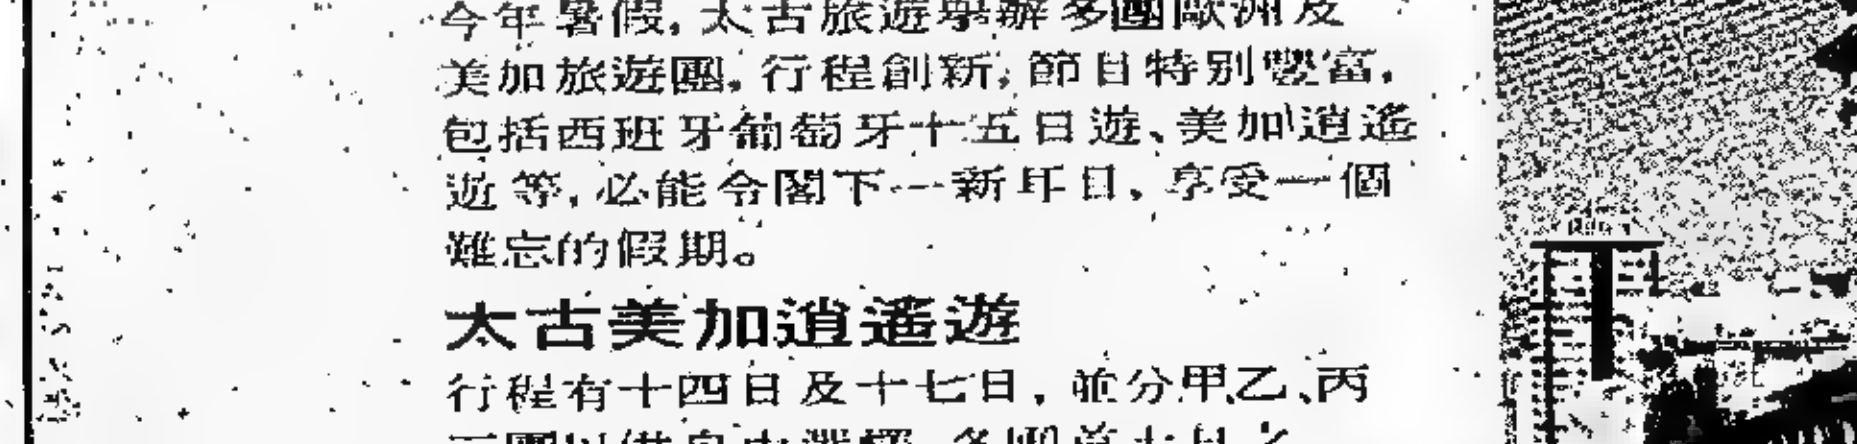 今年暑假，太古旅遊舉辦多團歐洲及
美加旅遊團，行程創新，節目特別豐富，
包括西班牙葡萄牙十五日遊、美加逍遙
遊等，必能令閣下一新耳目，享受一個
難忘的假期。
太古美加逍遙遊
行程有十四日及十七日，並分甲、乙、丙